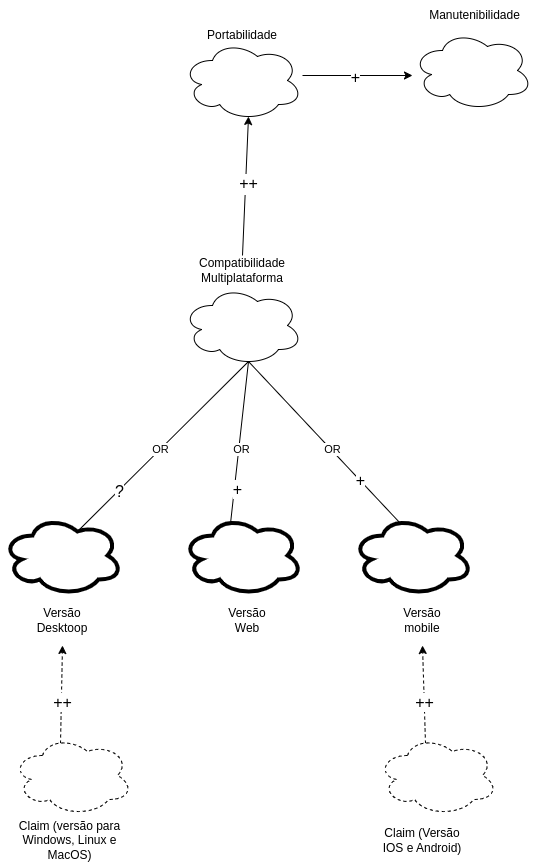 Manutenibilidade
Portabilidade
+
++
Compatibilidade
Multiplataforma
OR
OR
OR
?
+
+
Versão
Desktoop
Versão
Web
Versão
mobile
++
++
Claim (versão para
Windows, Linux e
MacOS)
Claim (Versão
IOS e Android)